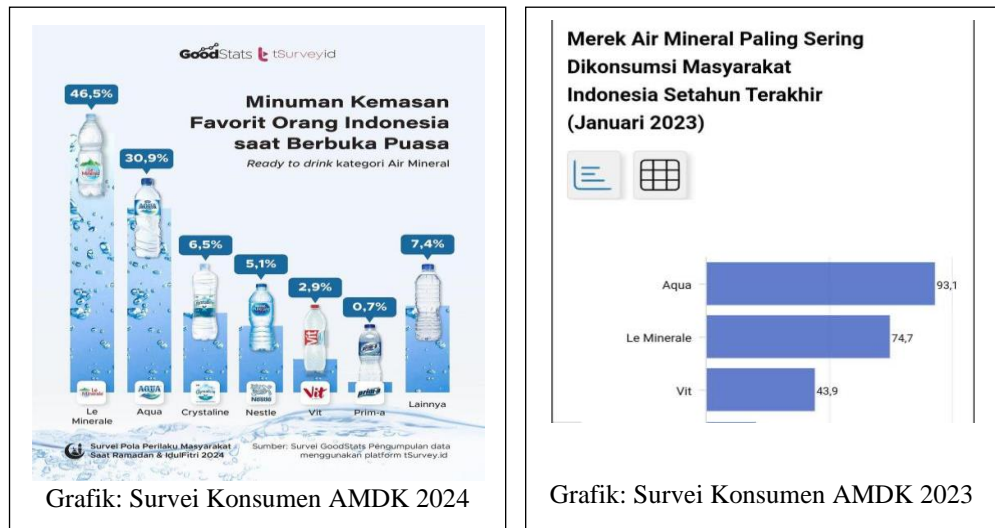 GoodStats tSurveyid
Minuman Kemasan
Favorit Orang Indonesia
saat Berbuka Puasa
Ready to drink kategori Air Mineral
46,5%
30,9%
6,5%
5,1%
2,9%
0,7%
7,4%
Le
Minerale
Aqua
Crystaline
Nestle
Vit
Prim-a
Lainnya
Survei Pola Perilaku Masyarakat
Saat Ramadan & IdulFitri 2024
Sumber: Survei GoodStats Pengumpulan data
menggunakan platform tSurvey.id
Grafik: Survei Konsumen AMDK 2024
Merek Air Mineral Paling Sering
Dikonsumsi Masyarakat
Indonesia Setahun Terakhir
(Januari 2023)
Aqua 93,1
Le Minerale 74,7
Vit 43,9
Grafik: Survei Konsumen AMDK 2023